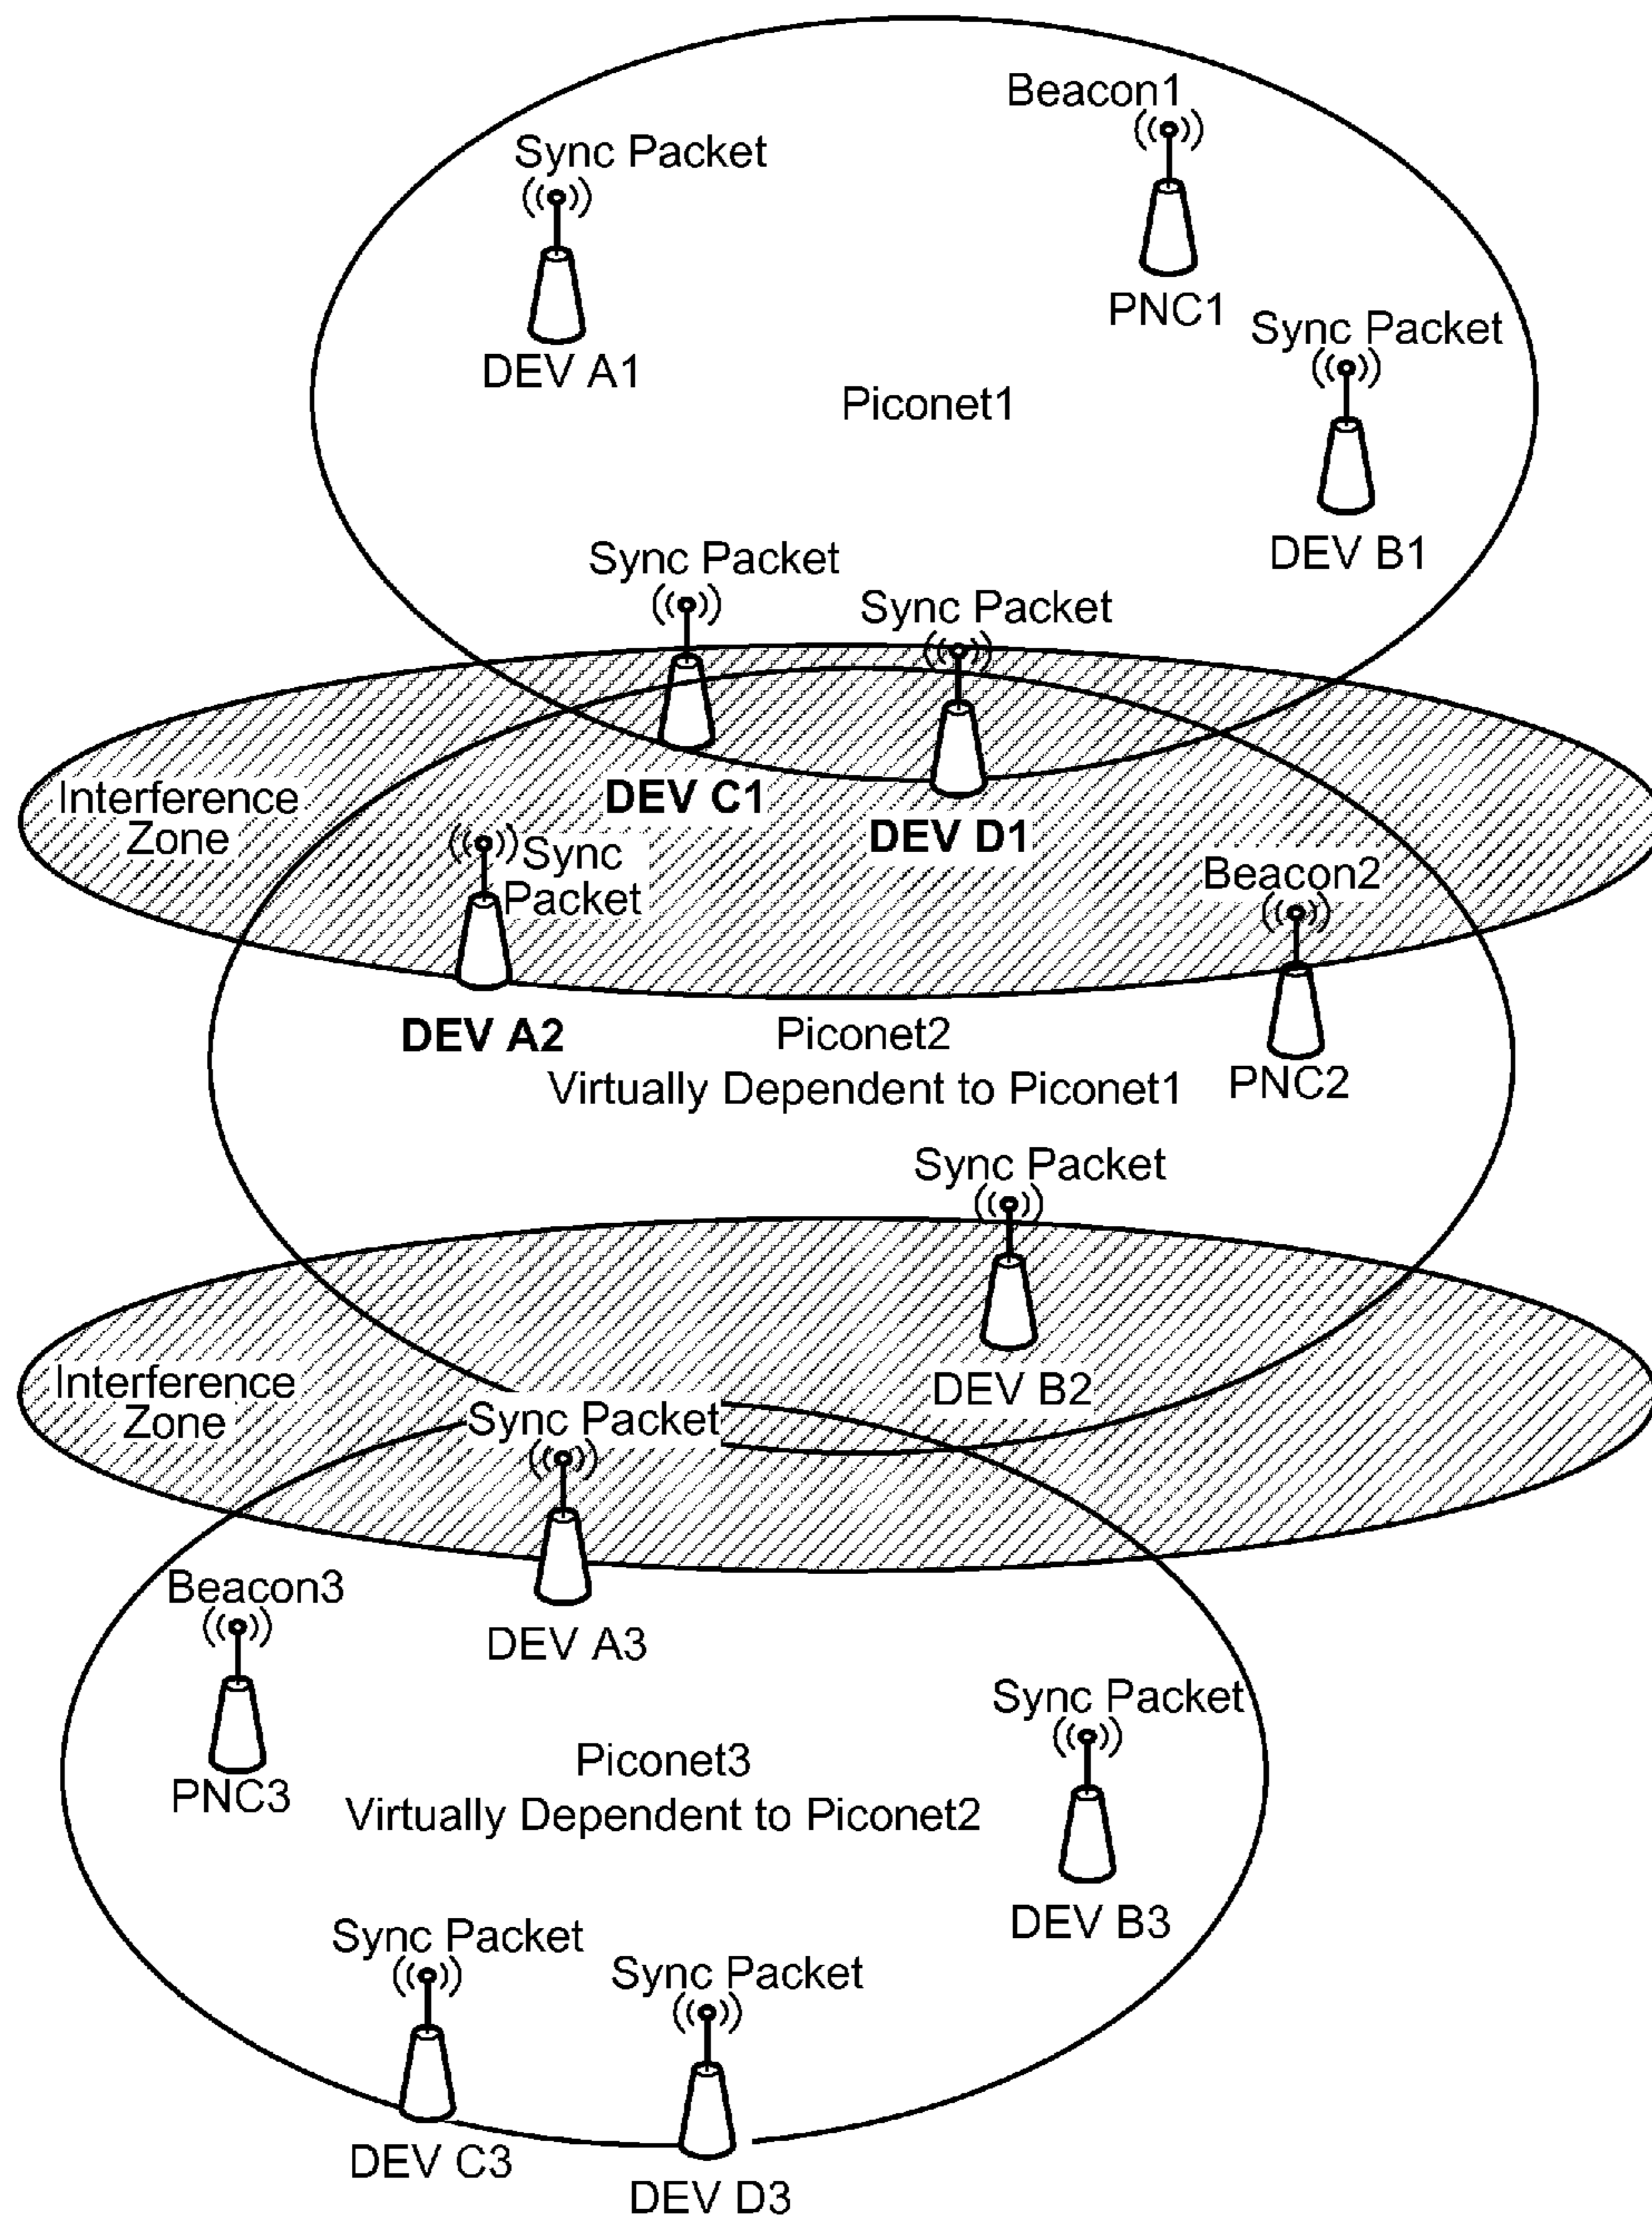 Beacon1
Sync Packet
PNC1
Sync Packet
DEV A1
Piconet1
DEV B1
Sync Packet
Sync Packet
Interference
Zone
DEV C1
DEV D1
Sync
Packet
Beacon2
DEV A2
Piconet2
Virtually Dependent to Piconet1
PNC2
Sync Packet
Interference
Zone
DEV B2
Sync Packet
Beacon3
DEV A3
Sync Packet
PNC3
Piconet3
Virtually Dependent to Piconet2
DEV B3
Sync Packet
Sync Packet
DEV C3
DEV D3